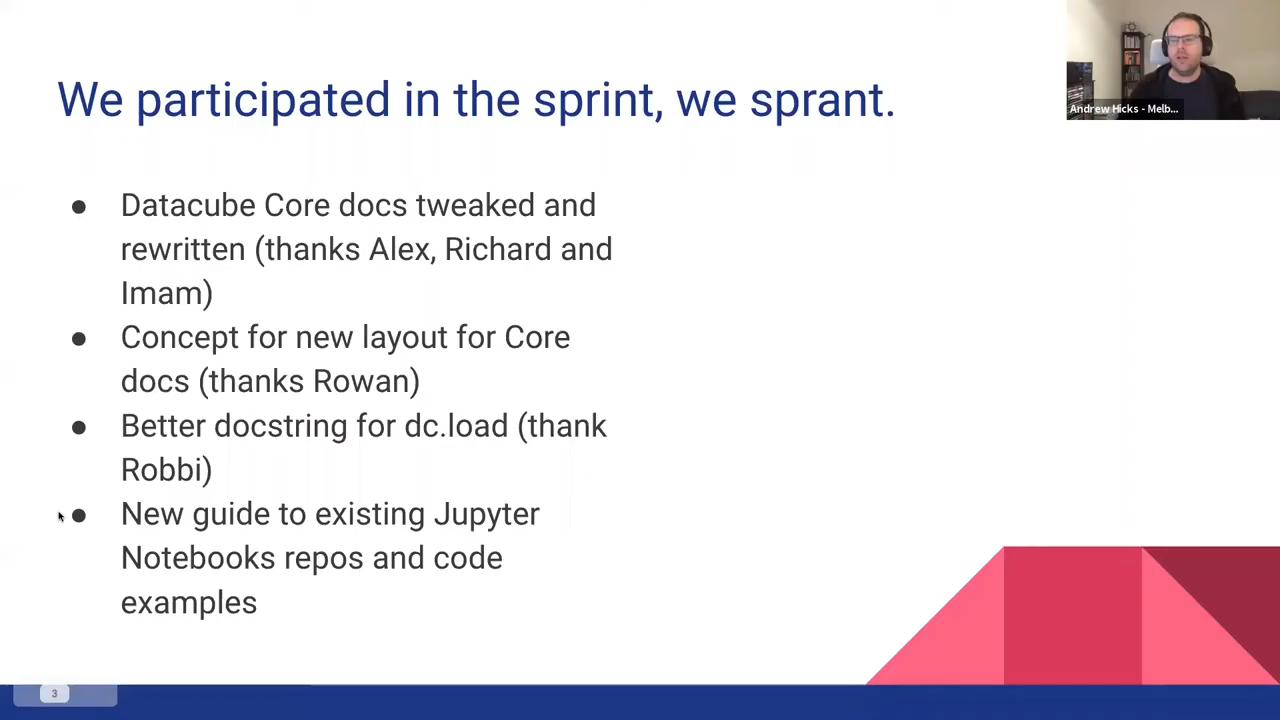 We participated in the sprint, we sprant.
Andrew Hicks - Melb...
● Datacube Core docs tweaked and
rewritten (thanks Alex, Richard and
Imam)
● Concept for new layout for Core
docs (thanks Rowan)
● Better docstring for dc.load (thank
Robbi)
● New guide to existing Jupyter
Notebooks repos and code
examples
3